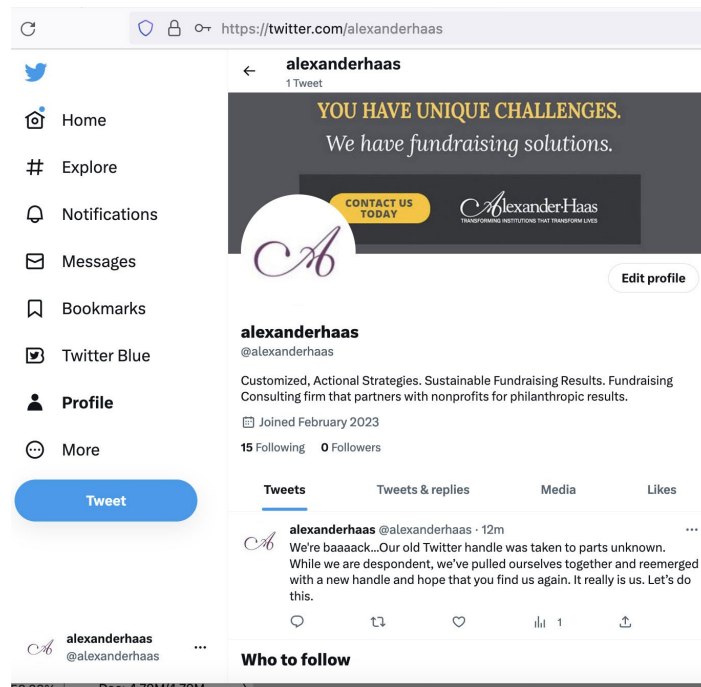 https://twitter.com/alexanderhaas
alexanderhaas
1 Tweet
YOU HAVE UNIQUE CHALLENGES.
We have fundraising solutions.
CONTACT US
TODAY
Alexander·Haas
TRANSFORMING INSTITUTIONS THAT TRANSFORM LIVES
Home
Explore
Notifications
Messages
Bookmarks
Twitter Blue
Profile
More
Tweet
alexanderhaas
@alexanderhaas
A
Edit profile
alexanderhaas
@alexanderhaas
Customized, Actional Strategies. Sustainable Fundraising Results. Fundraising
Consulting firm that partners with nonprofits for philanthropic results.
Joined February 2023
15 Following 0 Followers
Tweets Tweets & replies Media Likes
A
alexanderhaas @alexanderhaas · 12m
We're baaaack...Our old Twitter handle was taken to parts unknown.
While we are despondent, we've pulled ourselves together and reemerged
with a new handle and hope that you find us again. It really is us. Let's do
this.
1
Who to follow